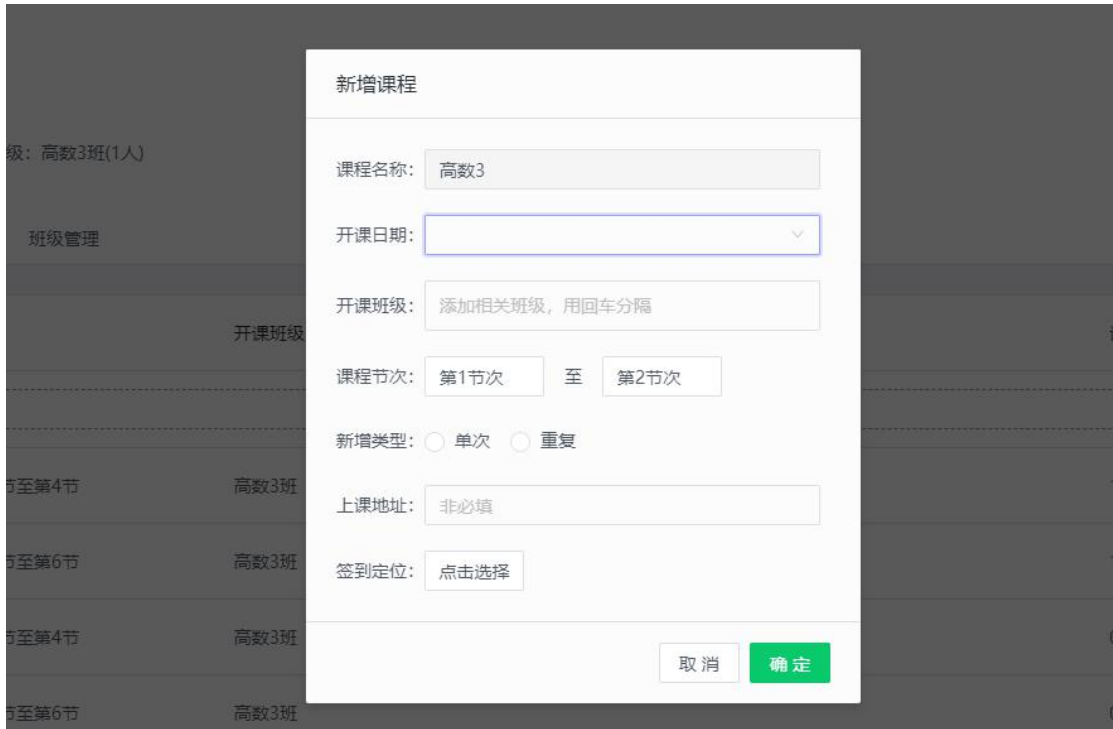 新增课程
级：高数3班(1人)
课程名称： 高数3
班级管理
开课日期：
开课班级： 添加相关班级，用回车分隔
开课班级
课程节次： 第1节次 至 第2节次
新增类型： 单次 重复
节至第4节 高数3班
上课地址： 非必填
节至第6节 高数3班
签到定位： 点击选择
节至第4节 高数3班
取消 确定
节至第6节 高数3班